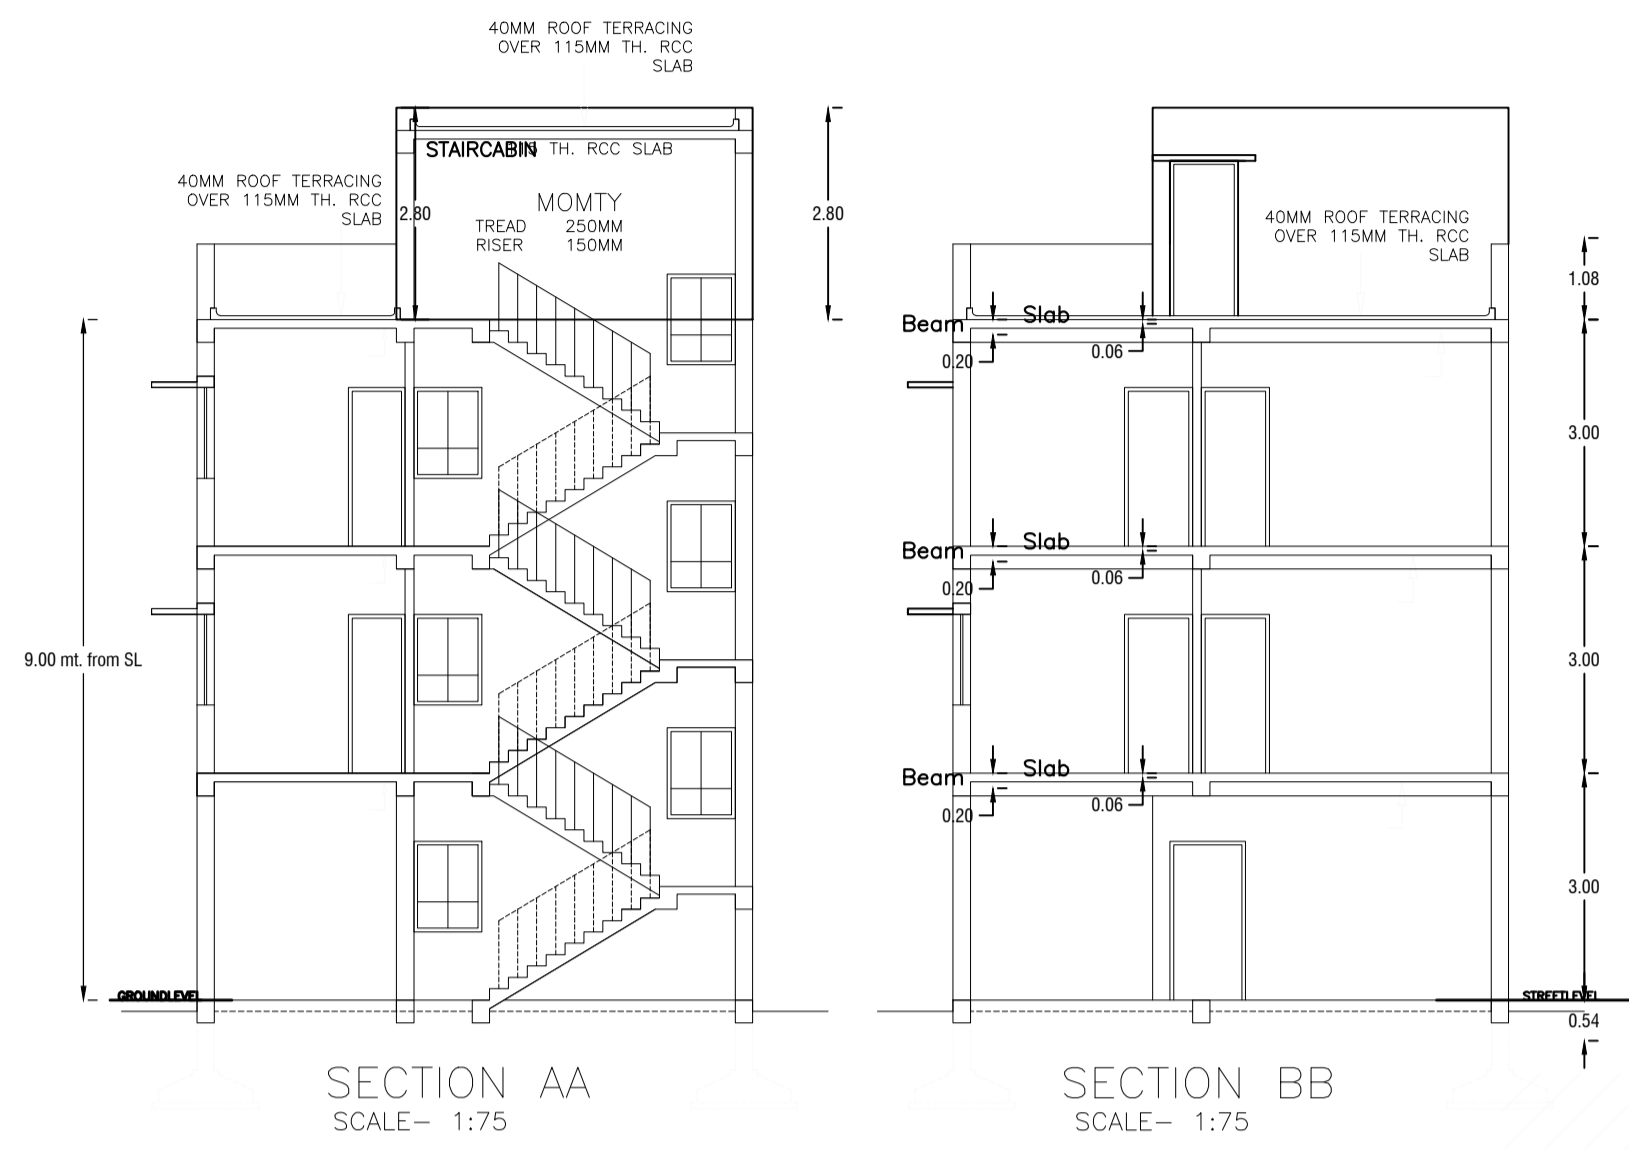 40MM ROOF TERRACING
OVER 115MM TH. RCC
SLAB
STAIRCABIN
TH. RCC SLAB
40MM ROOF TERRACING
OVER 115MM TH. RCC
SLAB
2.80
MOMTY
TREAD 250MM
RISER 150MM
2.80
9.00 mt. from SL
GROUNDLEVEL
SECTION AA
SCALE- 1:75
40MM ROOF TERRACING
OVER 115MM TH. RCC
SLAB
1.08
Beam
Slab
0.20
0.06
3.00
Beam
Slab
0.20
0.06
3.00
Beam
Slab
0.20
0.06
3.00
STREETLEVEL
0.54
SECTION BB
SCALE- 1:75